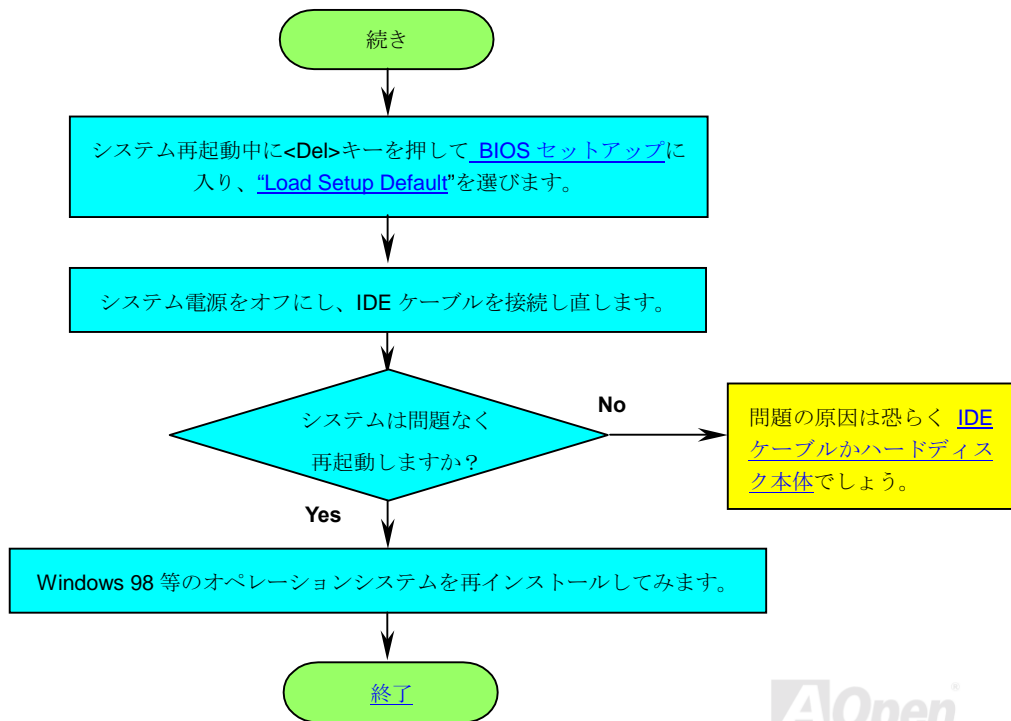 続き
システム再起動中に<Del>キーを押して BIOS セットアップに
入り、“Load Setup Default”を選びます。
システム電源をオフにし、IDE ケーブルを接続し直します。
システムは問題なく
再起動しますか？
No
問題の原因は恐らく IDE
ケーブルかハードディス
ク本体でしょう。
Yes
Windows 98 等のオペレーションシステムを再インストールしてみます。
終了
AOpen®